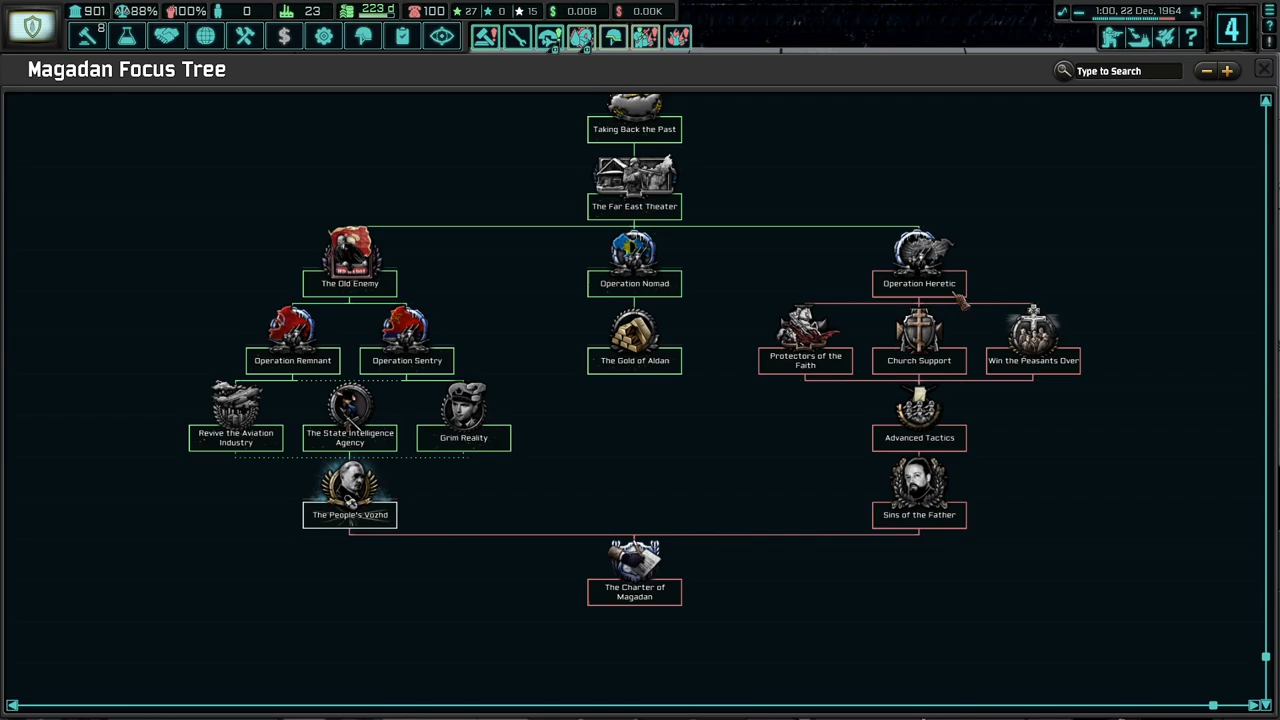 901 88% 100% 0 23 223 d 100 27 0 15 $ 0.00B $ 0.00K 1:00, 22 Dec, 1964
8
4
Magadan Focus Tree
Type to Search
Taking Back the Past
The Far East Theater
The Old Enemy
Operation Nomad
Operation Heretic
Operation Remnant
Operation Sentry
The Gold of Aldan
Protectors of the
Faith
Church Support
Win the Peasants Over
Revive the Aviation
Industry
The State Intelligence
Agency
Grim Reality
Advanced Tactics
The People's Vozhd
Sins of the Father
The Charter of
Magadan